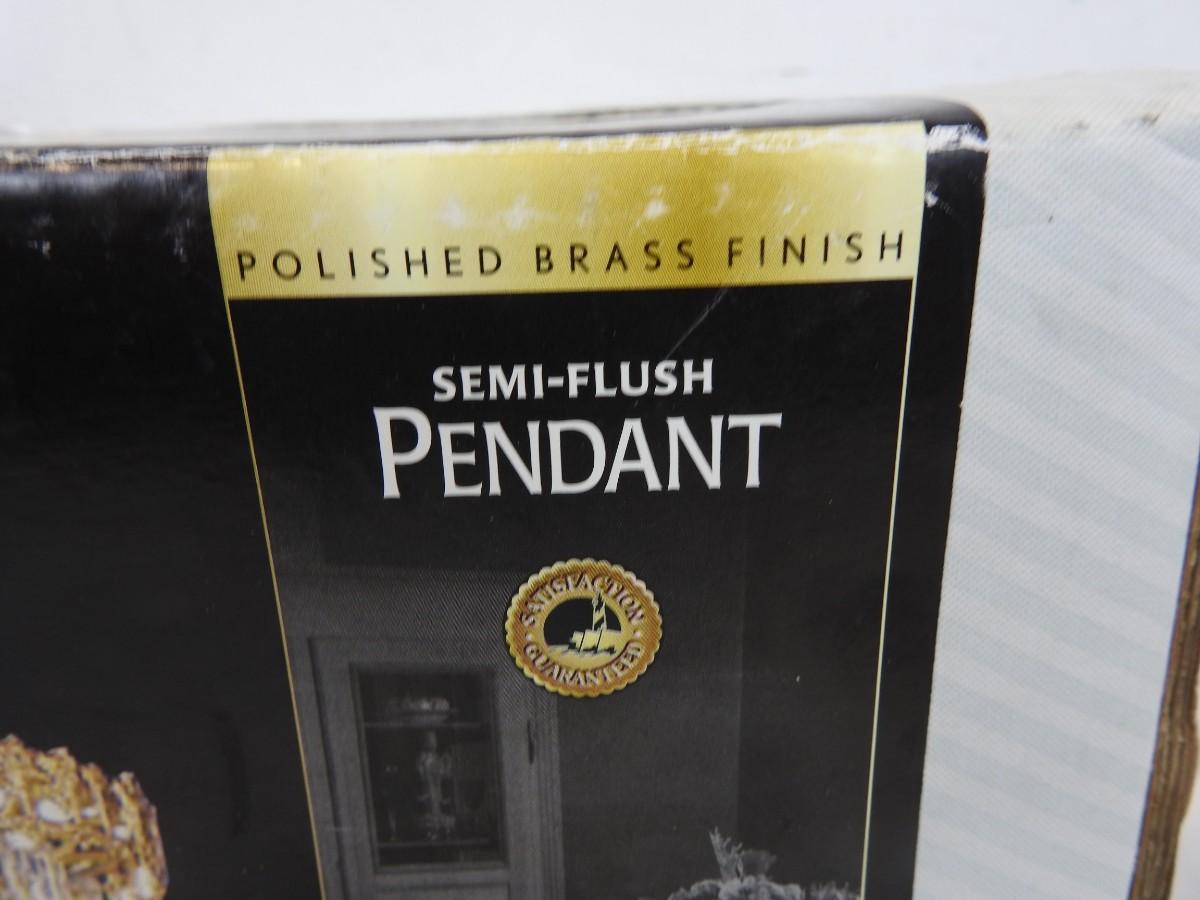 POLISHED BRASS FINISH
SEMI-FLUSH
PENDANT
SATISFACTION
GUARANTEED